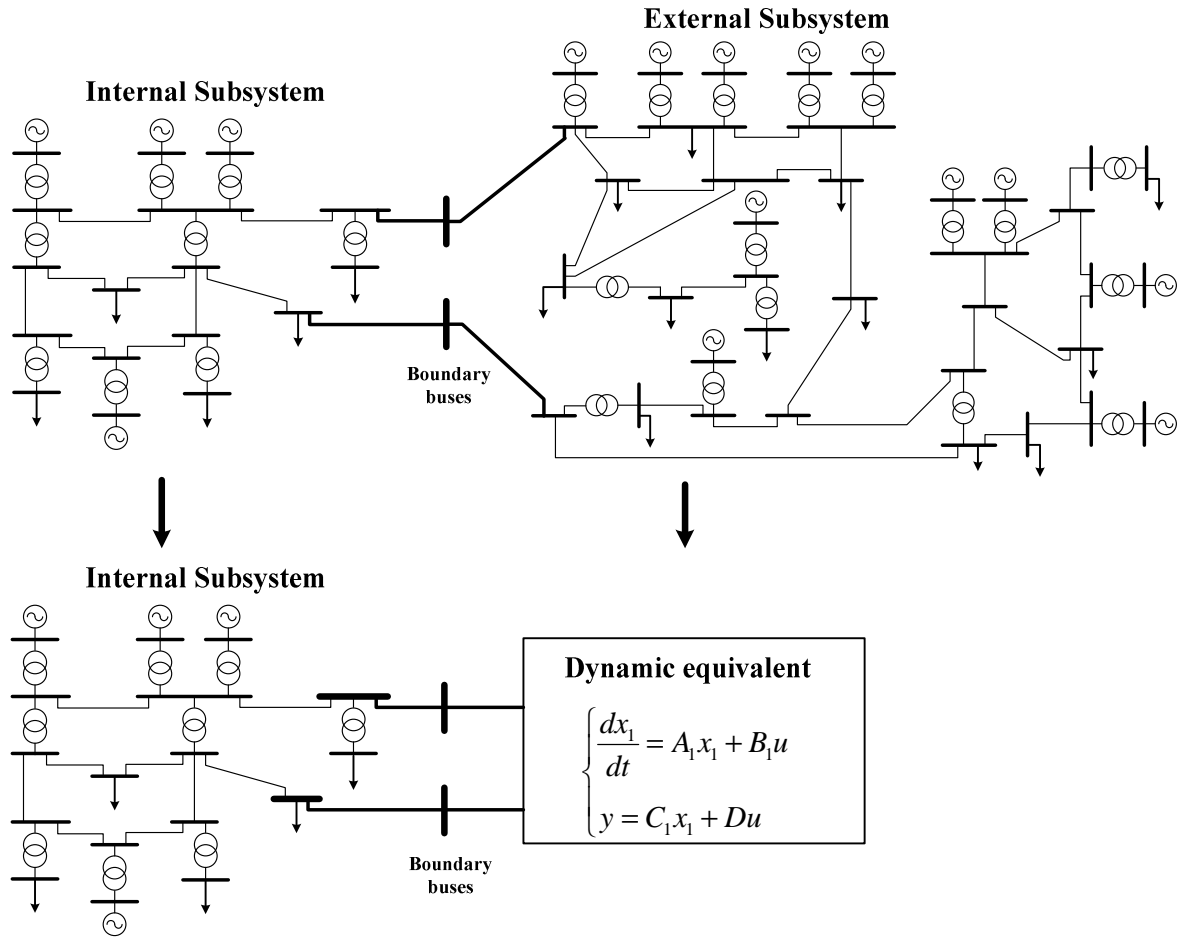 External Subsystem
Internal Subsystem
Boundary
buses
Internal Subsystem
Dynamic equivalent
dx₁/dt = A₁x₁ + B₁u
y = C₁x₁ + Du
Boundary
buses